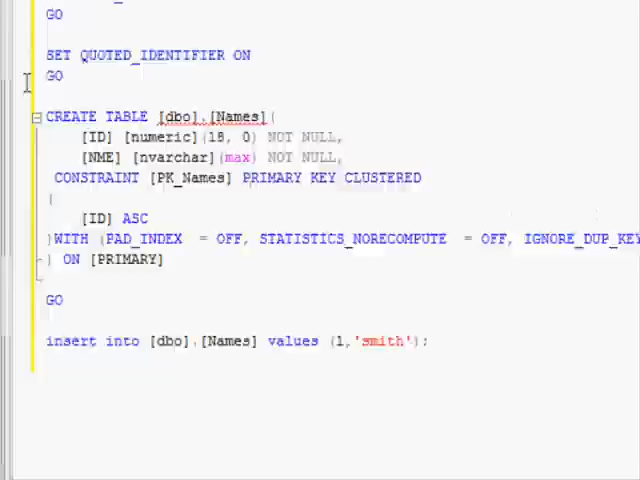 GO
SET QUOTED_IDENTIFIER ON
GO
CREATE TABLE [dbo].[Names](
[ID] [numeric](18, 0) NOT NULL,
[NME] [nvarchar](max) NOT NULL,
CONSTRAINT [PK_Names] PRIMARY KEY CLUSTERED
(
[ID] ASC
)WITH (PAD_INDEX  = OFF, STATISTICS_NORECOMPUTE  = OFF, IGNORE_DUP_KEY
) ON [PRIMARY]
GO
insert into [dbo].[Names] values (1,'smith');